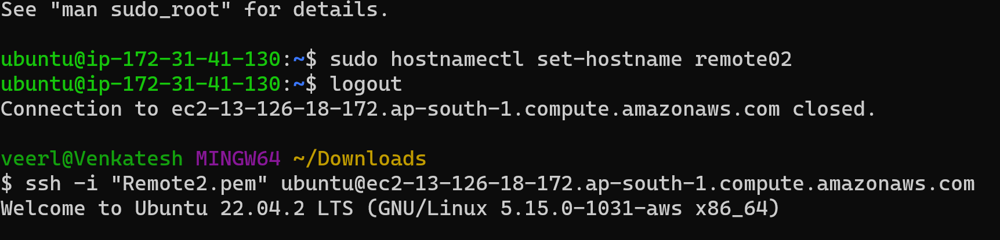 See "man sudo_root" for details.
ubuntu@ip-172-31-41-130:~$ sudo hostnamectl set-hostname remote02
ubuntu@ip-172-31-41-130:~$ logout
Connection to ec2-13-126-18-172.ap-south-1.compute.amazonaws.com closed.
veerl@Venkatesh MINGW64 ~/Downloads
$ ssh -i "Remote2.pem" ubuntu@ec2-13-126-18-172.ap-south-1.compute.amazonaws.com
Welcome to Ubuntu 22.04.2 LTS (GNU/Linux 5.15.0-1031-aws x86_64)